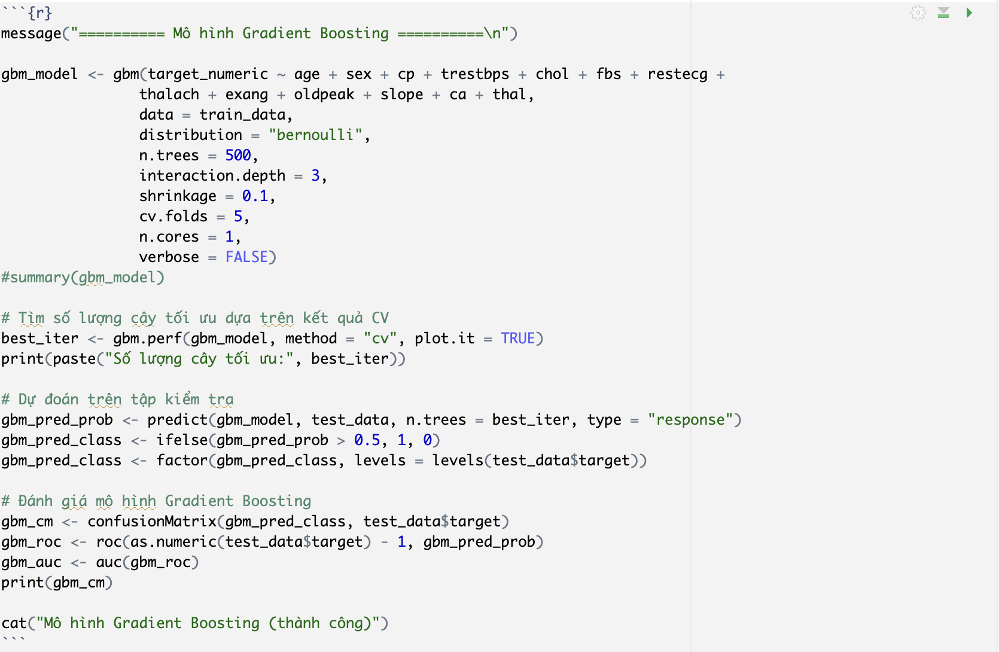 ```{r}
message("========== Mô hình Gradient Boosting ==========\n")

gbm_model <- gbm(target_numeric ~ age + sex + cp + trestbps + chol + fbs + restecg +
                thalach + exang + oldpeak + slope + ca + thal,
                data = train_data,
                distribution = "bernoulli",
                n.trees = 500,
                interaction.depth = 3,
                shrinkage = 0.1,
                cv.folds = 5,
                n.cores = 1,
                verbose = FALSE)
#summary(gbm_model)

# Tìm số lượng cây tối ưu dựa trên kết quả CV
best_iter <- gbm.perf(gbm_model, method = "cv", plot.it = TRUE)
print(paste("Số lượng cây tối ưu:", best_iter))

# Dự đoán trên tập kiểm tra
gbm_pred_prob <- predict(gbm_model, test_data, n.trees = best_iter, type = "response")
gbm_pred_class <- ifelse(gbm_pred_prob > 0.5, 1, 0)
gbm_pred_class <- factor(gbm_pred_class, levels = levels(test_data$target))

# Đánh giá mô hình Gradient Boosting
gbm_cm <- confusionMatrix(gbm_pred_class, test_data$target)
gbm_roc <- roc(as.numeric(test_data$target) - 1, gbm_pred_prob)
gbm_auc <- auc(gbm_roc)
print(gbm_cm)

cat("Mô hình Gradient Boosting (thành công)")
```